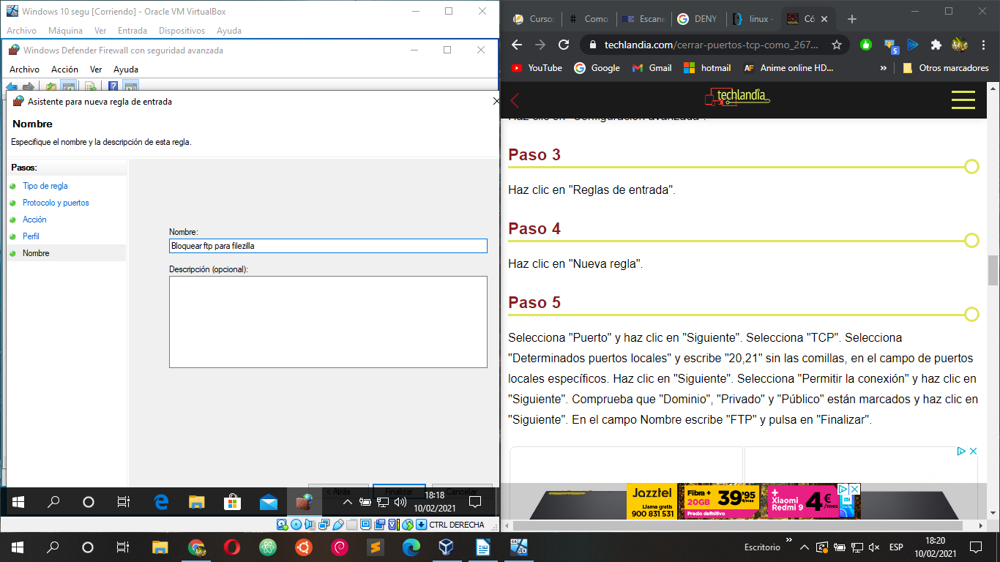 Windows 10 segu [Corriendo] - Oracle VM VirtualBox
Archivo Máquina Ver Entrada Dispositivos Ayuda
Windows Defender Firewall con seguridad avanzada
Archivo Acción Ver Ayuda
Asistente para nueva regla de entrada
Nombre
Especifique el nombre y la descripción de esta regla.
Pasos:
Tipo de regla
Protocolo y puertos
Acción
Perfil
Nombre
Nombre:
Bloquear ftp para filezilla
Descripción (opcional):
< Atrás Finalizar Cancelar
18:18
10/02/2021
CTRL DERECHA
Curso: Como Escane DENY linux - Có
techlandia.com/cerrar-puertos-tcp-como_267...
5
YouTube Google Gmail hotmail AF Anime online HD... » Otros marcadores
techlandia
Haz clic en "Configuración avanzada".
Paso 3
Haz clic en "Reglas de entrada".
Paso 4
Haz clic en "Nueva regla".
Paso 5
Selecciona "Puerto" y haz clic en "Siguiente". Selecciona "TCP". Selecciona
"Determinados puertos locales" y escribe "20,21" sin las comillas, en el campo de puertos
locales específicos. Haz clic en "Siguiente". Selecciona "Permitir la conexión" y haz clic en
"Siguiente". Comprueba que "Dominio", "Privado" y "Público" están marcados y haz clic en
"Siguiente". En el campo Nombre escribe "FTP" y pulsa en "Finalizar".
Jazztel
Llama gratis
900 831 531
Fibra +
20GB
39'95
€/mes
Precio definitivo
+
Xiaomi
Redmi 9
4€
/mes
Escritorio » ESP
18:20
10/02/2021